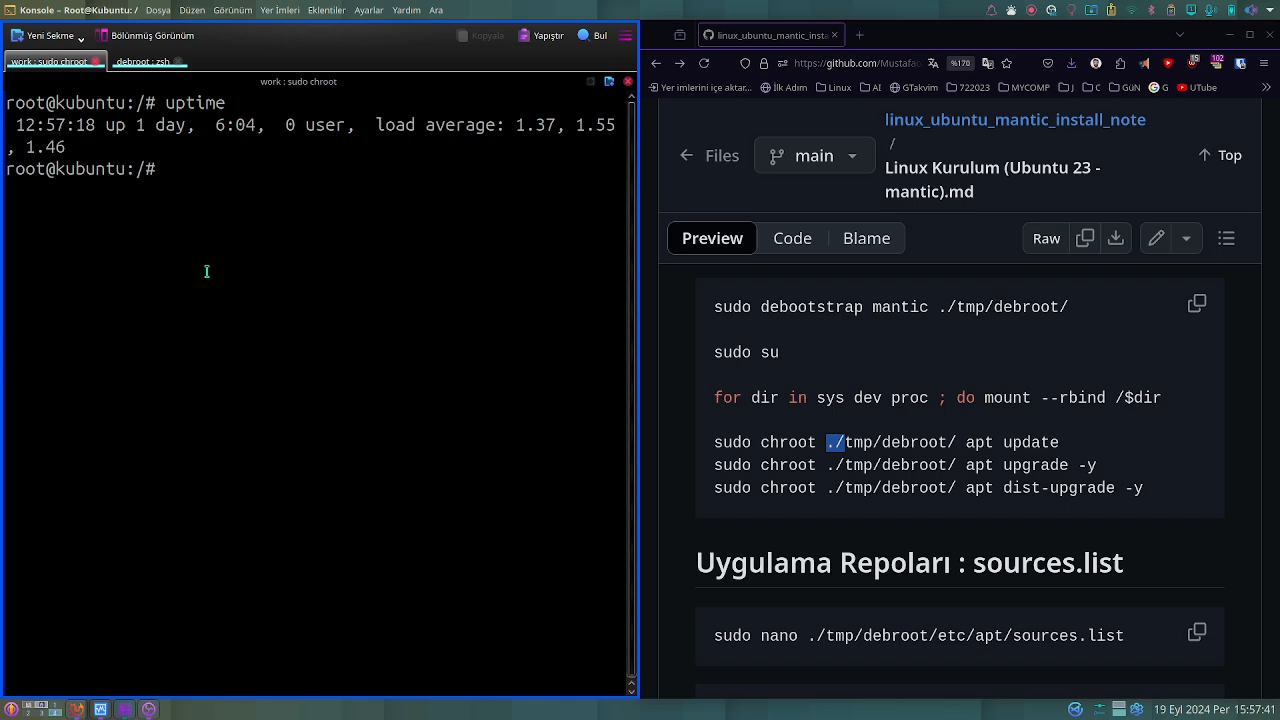 Konsole – Root@Kubuntu:/
Dosya Düzen Görünüm Yer İmleri Eklentiler Ayarlar Yardım Ara
Yeni Sekme
Bölünmüş Görünüm
Kopyala
Yapıştır
Bul
work : sudo chroot
debroot : zsh
work : sudo chroot
root@kubuntu:/# uptime
12:57:18 up 1 day, 6:04, 0 user, load average: 1.37, 1.55
, 1.46
root@kubuntu:/#
linux_ubuntu_mantic_insta
https://github.com/Mustafa
%170
Yer imlerini içe aktar...
İlk Adım
Linux
AI
GTakvim
722023
MYCOMP
J
C
GüN
G
UTube
linux_ubuntu_mantic_install_note
/
Linux Kurulum (Ubuntu 23 -
mantic).md
Files
main
Top
Preview
Code
Blame
Raw
sudo debootstrap mantic ./tmp/debroot/
sudo su
for dir in sys dev proc ; do mount --rbind /$dir
sudo chroot ./tmp/debroot/ apt update
sudo chroot ./tmp/debroot/ apt upgrade -y
sudo chroot ./tmp/debroot/ apt dist-upgrade -y
Uygulama Repoları : sources.list
sudo nano ./tmp/debroot/etc/apt/sources.list
19 Eyl 2024 Per 15:57:41